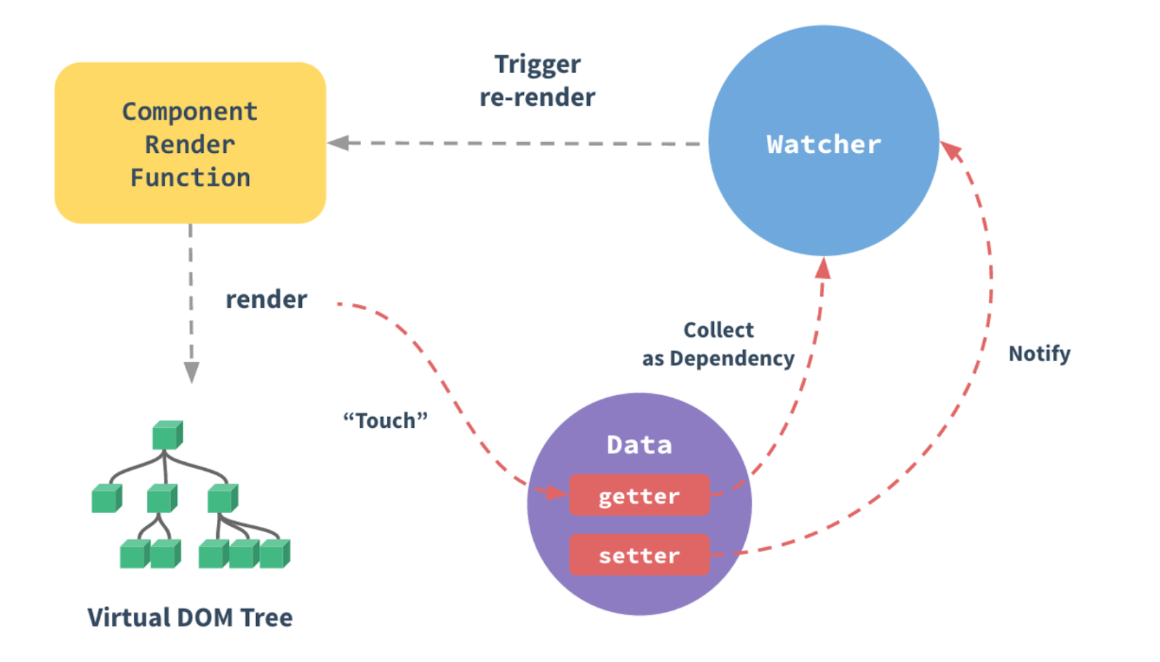 Trigger
re-render
Component
Render
Function
Watcher
render
Collect
as Dependency
Notify
“Touch”
Data
getter
setter
Virtual DOM Tree